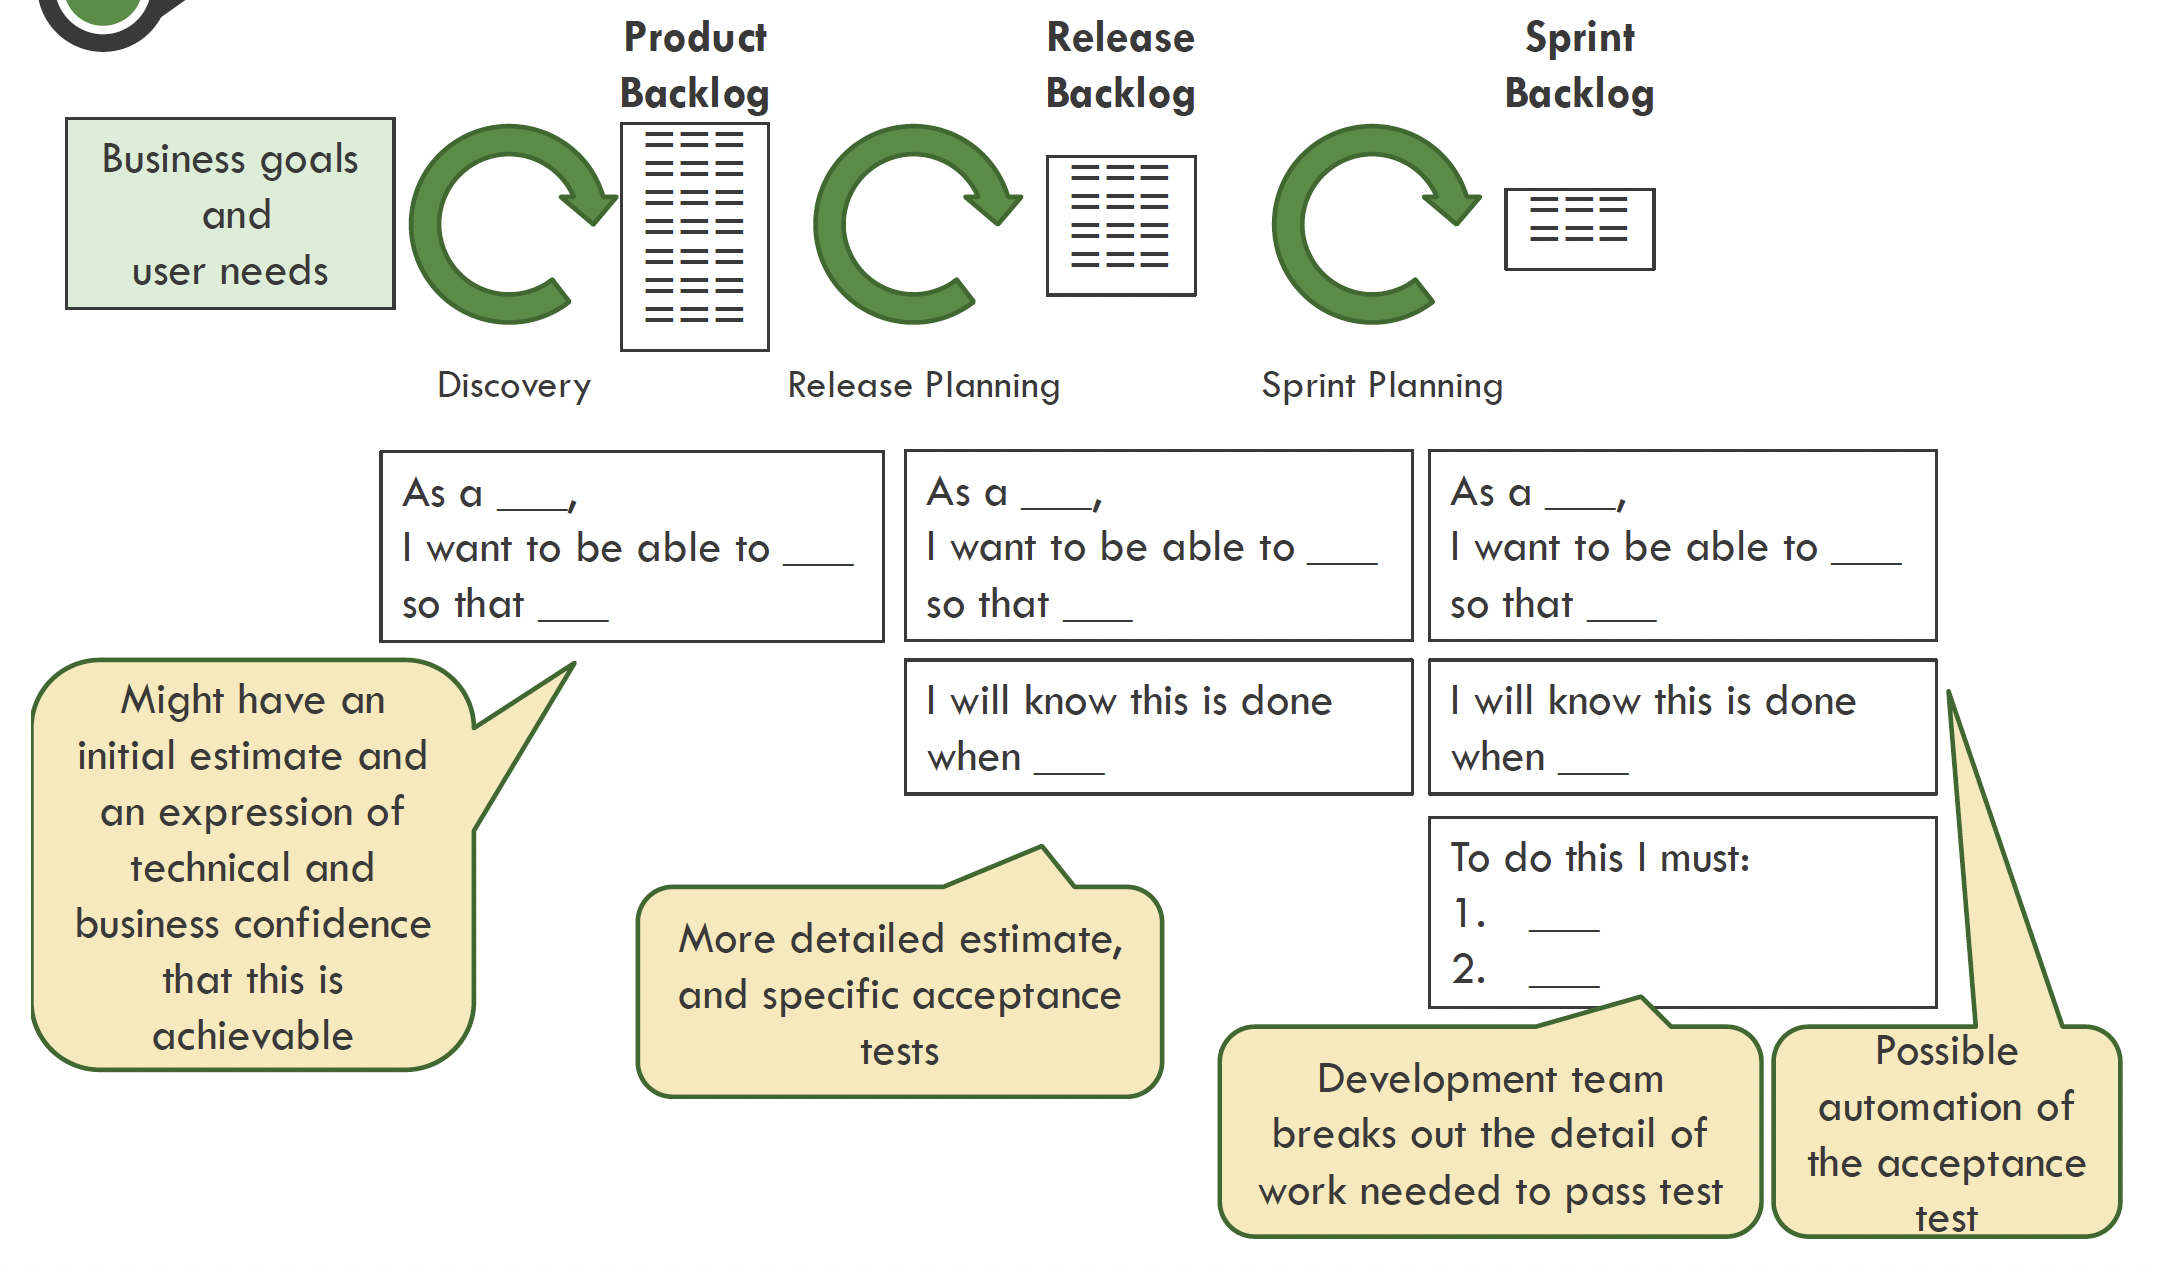 Product
Backlog
Release
Backlog
Sprint
Backlog
Business goals
and
user needs
Discovery
Release Planning
Sprint Planning
As a ___,
I want to be able to ___
so that ___
As a ___,
I want to be able to ___
so that ___
As a ___,
I want to be able to ___
so that ___
I will know this is done
when ___
I will know this is done
when ___
To do this I must:
1. ___
2. ___
Might have an
initial estimate and
an expression of
technical and
business confidence
that this is
achievable
More detailed estimate,
and specific acceptance
tests
Development team
breaks out the detail of
work needed to pass test
Possible
automation of
the acceptance
test